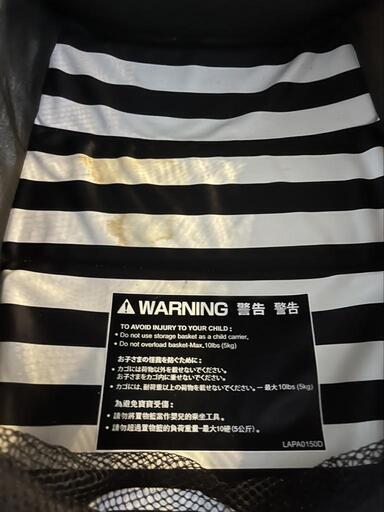 WARNING 警告 警告
TO AVOID INJURY TO YOUR CHILD :
• Do not use storage basket as a child carrier.
• Do not overload basket-Max,10lbs (5kg)
お子さまの怪我を防ぐために：
• カゴには荷物以外を載せないでください。
お子さまをカゴ内に乗せないでください。
• カゴには、耐荷重以上の荷物を載せないでください。－最大10lbs (5kg)
為避免寶寶受傷：
• 請勿將置物籃當作嬰兒的乘坐工具。
• 請勿超過置物籃的負荷重量-最大10磅(5公斤)。
LAPA0150D